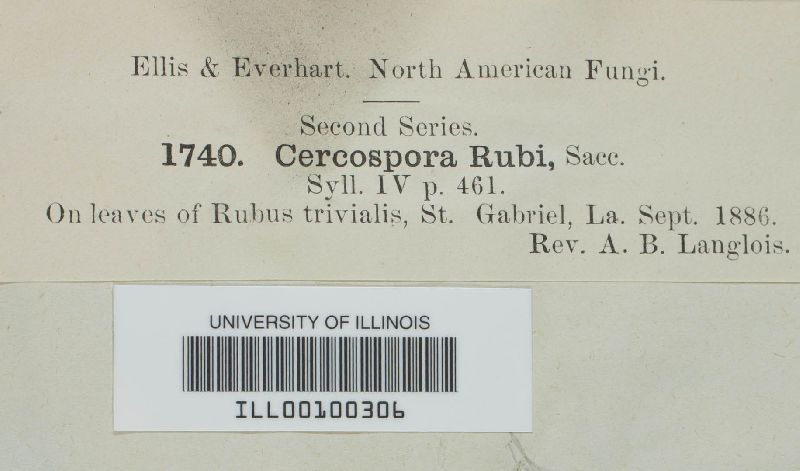 Ellis & Everhart. North American Fungi.
Second Series.
1740. Cercospora Rubi, Sacc.
Syll. IV p. 461.
On leaves of Rubus trivialis, St. Gabriel, La. Sept. 1886.
Rev. A. B. Langlois.
UNIVERSITY OF ILLINOIS
ILL00100306